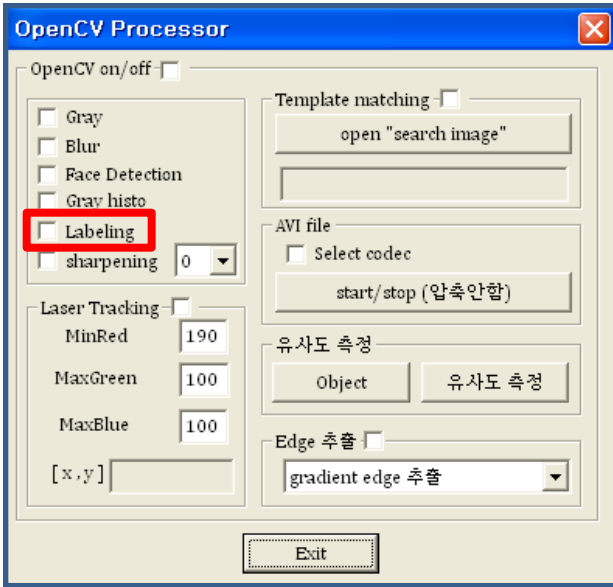 OpenCV Processor
OpenCV on/off
Gray
Blur
Face Detection
Gray histo
Labeling
sharpening 0
Laser Tracking
MinRed 190
MaxGreen 100
MaxBlue 100
[x,y]
Template matching
open "search image"
AVI file
Select codec
start/stop (압축안함)
유사도 측정
Object 유사도 측정
Edge 추출
gradient edge 추출
Exit